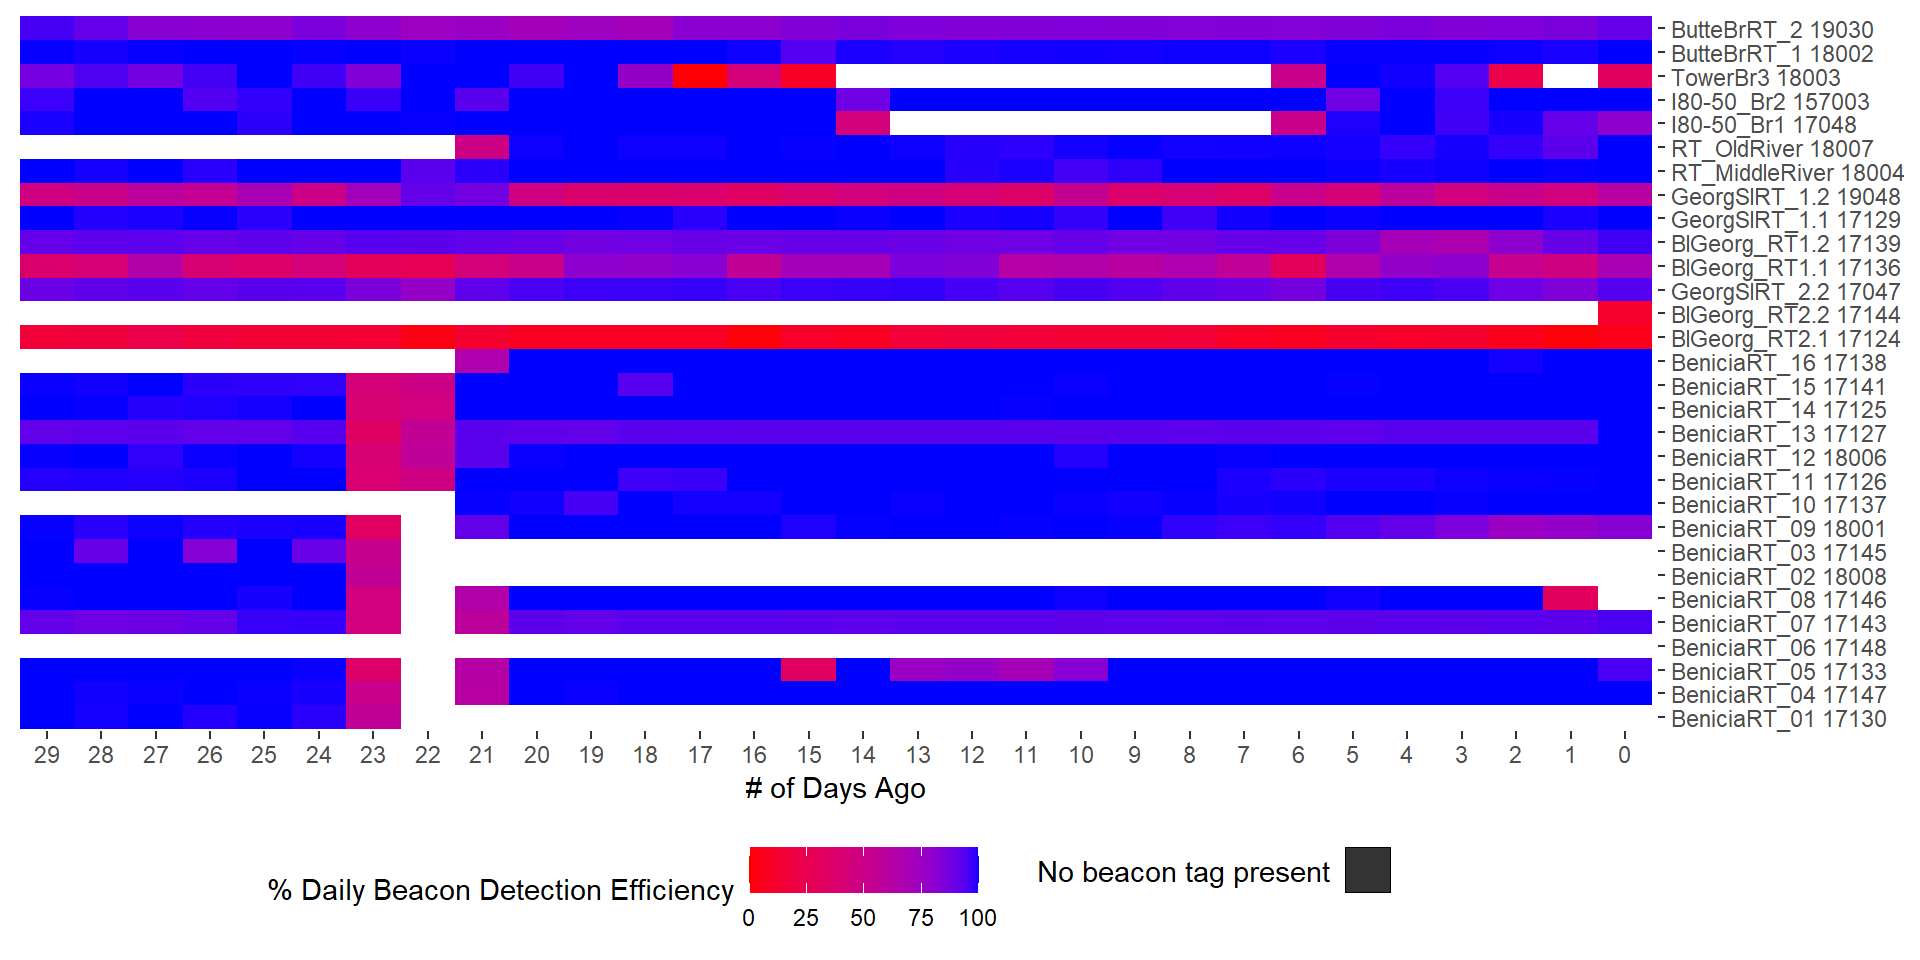 ButteBrRT_2 19030
ButteBrRT_1 18002
TowerBr3 18003
I80-50_Br2 157003
I80-50_Br1 17048
RT_OldRiver 18007
RT_MiddleRiver 18004
GeorgSlRT_1.2 19048
GeorgSlRT_1.1 17129
BlGeorg_RT1.2 17139
BlGeorg_RT1.1 17136
GeorgSlRT_2.2 17047
BlGeorg_RT2.2 17144
BlGeorg_RT2.1 17124
BeniciaRT_16 17138
BeniciaRT_15 17141
BeniciaRT_14 17125
BeniciaRT_13 17127
BeniciaRT_12 18006
BeniciaRT_11 17126
BeniciaRT_10 17137
BeniciaRT_09 18001
BeniciaRT_03 17145
BeniciaRT_02 18008
BeniciaRT_08 17146
BeniciaRT_07 17143
BeniciaRT_06 17148
BeniciaRT_05 17133
BeniciaRT_04 17147
BeniciaRT_01 17130
29 28 27 26 25 24 23 22 21 20 19 18 17 16 15 14 13 12 11 10 9 8 7 6 5 4 3 2 1 0
# of Days Ago
% Daily Beacon Detection Efficiency
0 25 50 75 100
No beacon tag present